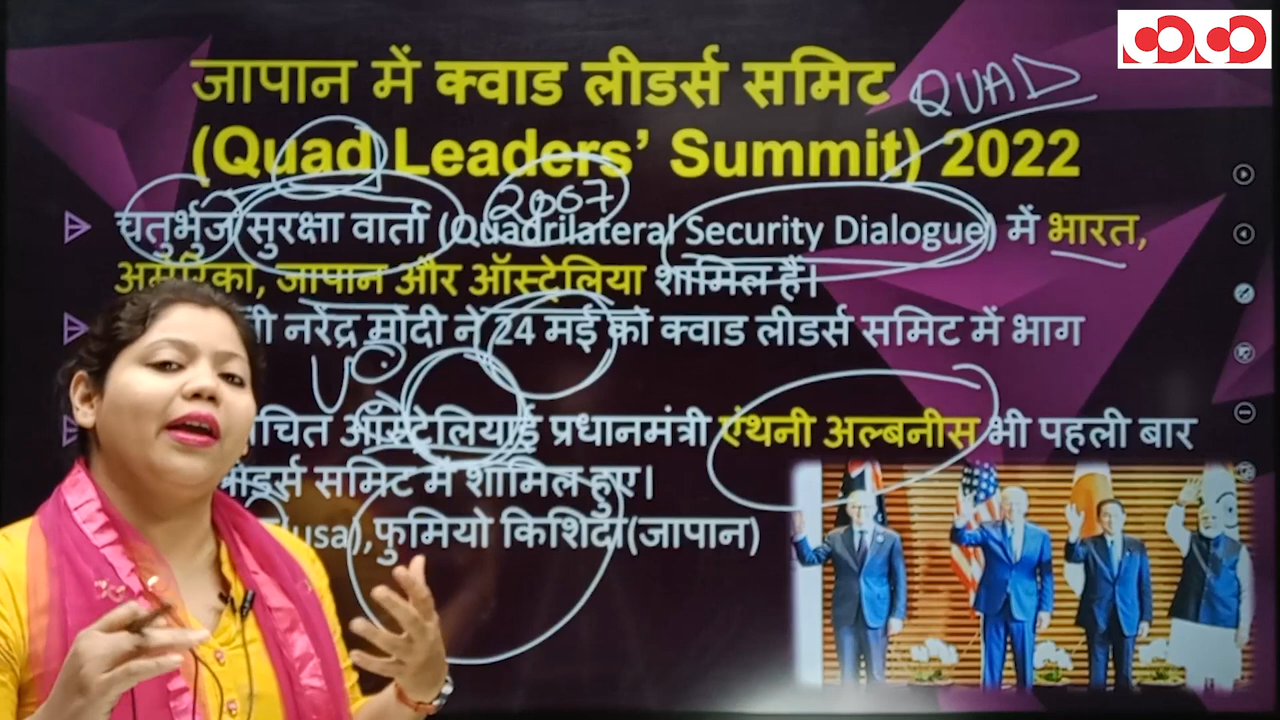 जापान में क्वाड लीडर्स समिट
QUAD
(Quad Leaders’ Summit) 2022
2007
चतुर्भुज सुरक्षा वार्ता (Quadrilateral Security Dialogue) में भारत,
अमेरिका, जापान और ऑस्ट्रेलिया शामिल हैं।
नरेंद्र मोदी ने 24 मई को क्वाड लीडर्स समिट में भाग
ऑस्ट्रेलियाई प्रधानमंत्री एंथनी अल्बनीस भी पहली बार
समिट में शामिल हुए।
(usa),फुमियो किशिदा(जापान)